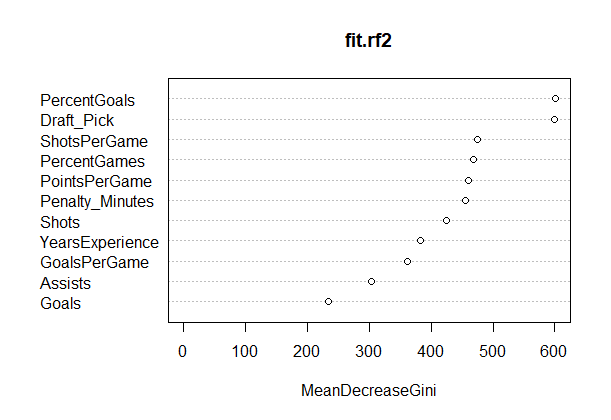 fit.rf2
PercentGoals
Draft_Pick
ShotsPerGame
PercentGames
PointsPerGame
Penalty_Minutes
Shots
YearsExperience
GoalsPerGame
Assists
Goals
0 100 200 300 400 500 600
MeanDecreaseGini